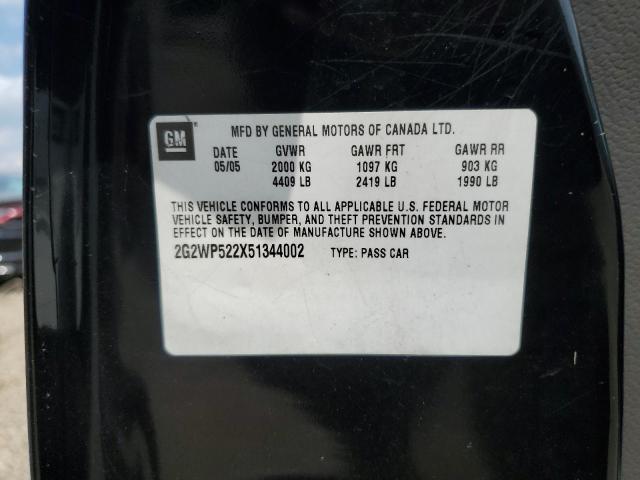 GM
MFD BY GENERAL MOTORS OF CANADA LTD.
DATE GVWR GAWR FRT GAWR RR
05/05 2000 KG 1097 KG 903 KG
4409 LB 2419 LB 1990 LB
THIS VEHICLE CONFORMS TO ALL APPLICABLE U.S. FEDERAL MOTOR
VEHICLE SAFETY, BUMPER, AND THEFT PREVENTION STANDARDS IN
EFFECT ON THE DATE OF MANUFACTURE SHOWN ABOVE.
2G2WP522X51344002 TYPE: PASS CAR